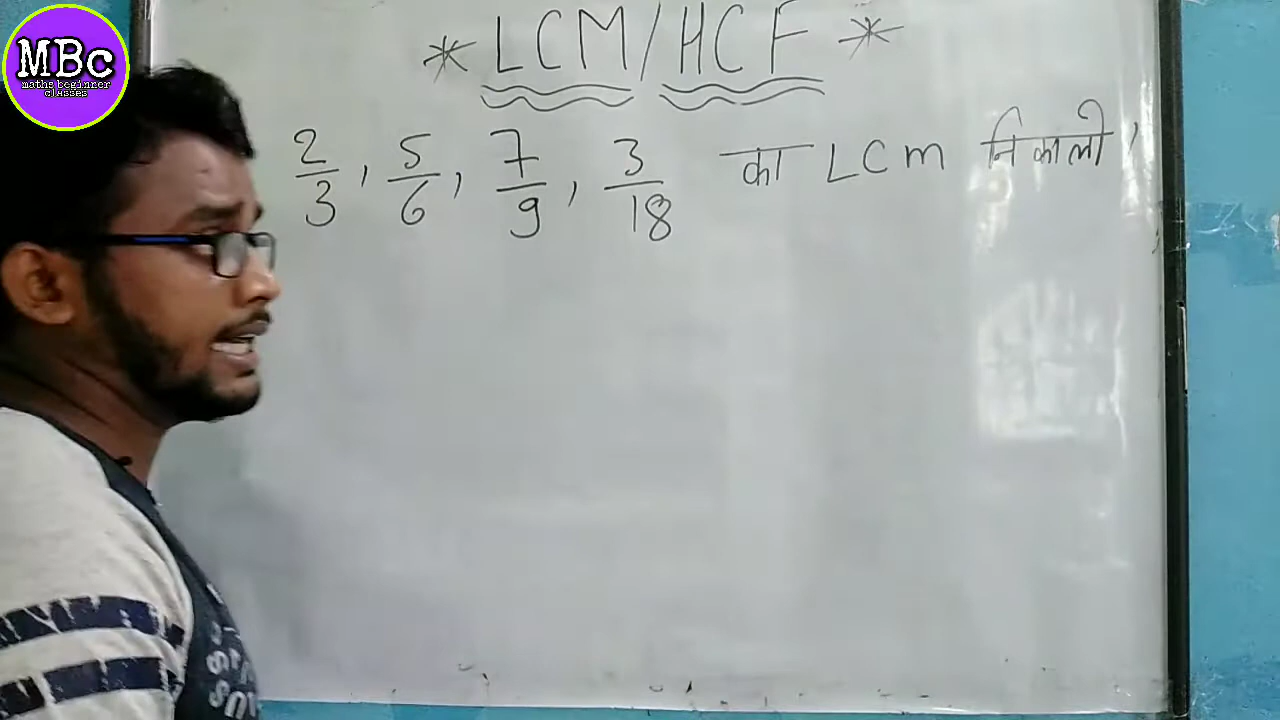 MBc
maths beginner
classes
* LCM/HCF *
2/3, 5/6, 7/9, 3/18 का LCM निकालो,